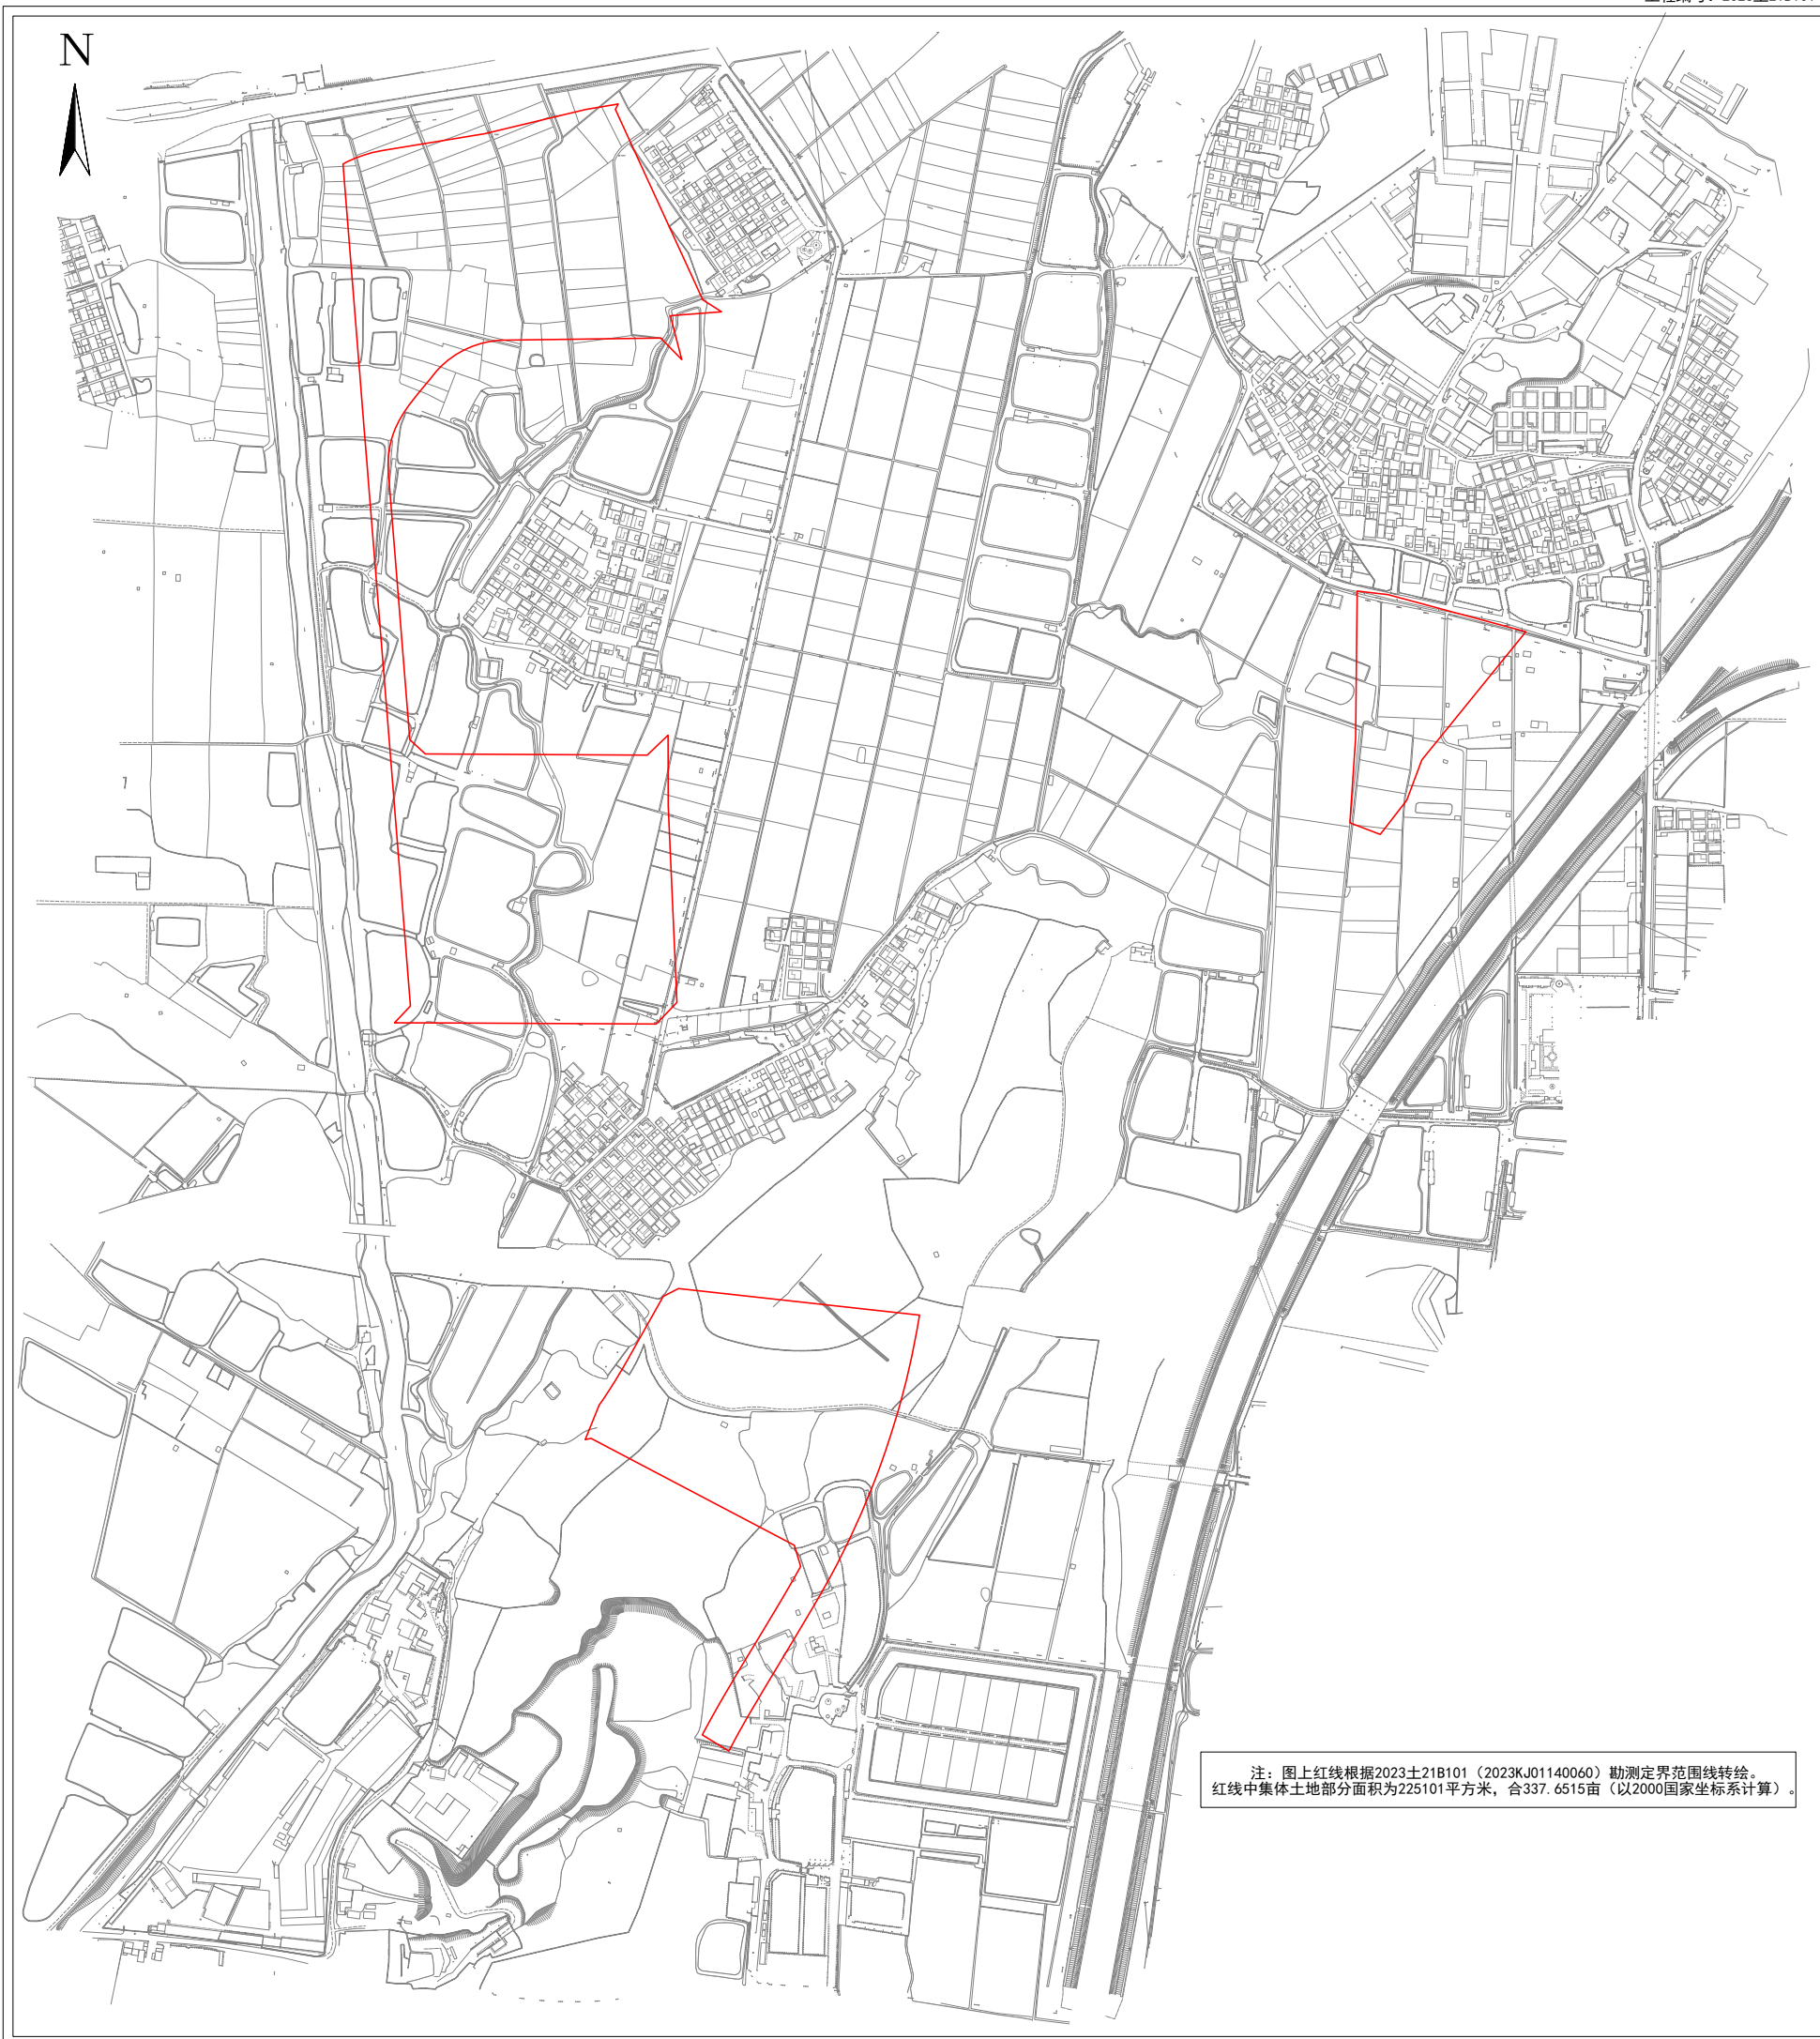 N
注：图上红线根据2023土21B101（2023KJ01140060）勘测定界范围线转绘。
红线中集体土地部分面积为225101平方米，合337.6515亩（以2000国家坐标系计算）。